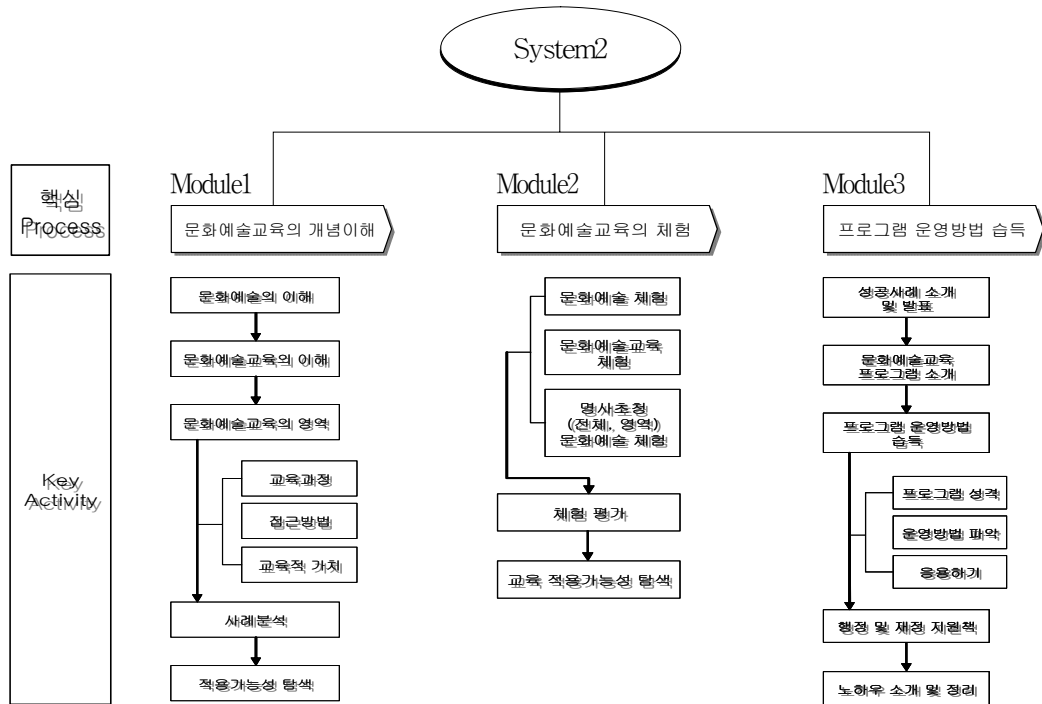 System2
핵심
Process
Module1
문화예술교육의 개념이해
Module2
문화예술교육의 체험
Module3
프로그램 운영방법 습득
Key
Activity
문화예술의 이해
문화예술교육의 이해
문화예술교육의 영역
교육과정
접근방법
교육적 가치
사례분석
적용가능성 탐색
문화예술 체험
문화예술교육
체험
명사초청
(전체, 영역)
문화예술 체험
체험 평가
교육 적용가능성 탐색
성공사례 소개
및 발표
문화예술교육
프로그램 소개
프로그램 운영방법
습득
프로그램 성격
운영방법 파악
응용하기
행정 및 재정 지원책
노하우 소개 및 정리